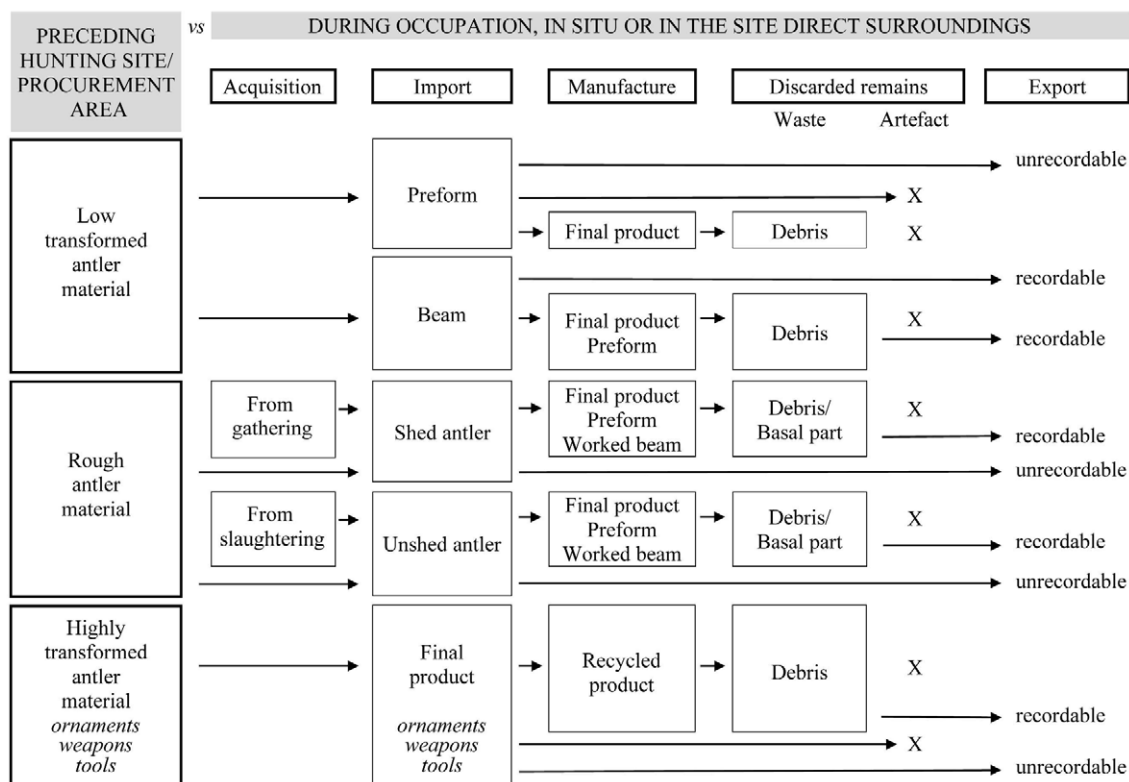 PRECEDING
HUNTING SITE/
PROCUREMENT
AREA
vs
DURING OCCUPATION, IN SITU OR IN THE SITE DIRECT SURROUNDINGS
Acquisition
Import
Manufacture
Discarded remains
Export
Waste
Artefact
Low
transformed
antler
material
Preform
unrecordable
X
Final product
Debris
X
Beam
recordable
Final product
Preform
Debris
X
recordable
Rough
antler
material
From
gathering
Shed antler
Final product
Preform
Worked beam
Debris/
Basal part
X
recordable
unrecordable
From
slaughtering
Unshed antler
Final product
Preform
Worked beam
Debris/
Basal part
X
recordable
unrecordable
Highly
transformed
antler
material
ornaments
weapons
tools
Final
product
ornaments
weapons
tools
Recycled
product
Debris
X
recordable
X
unrecordable